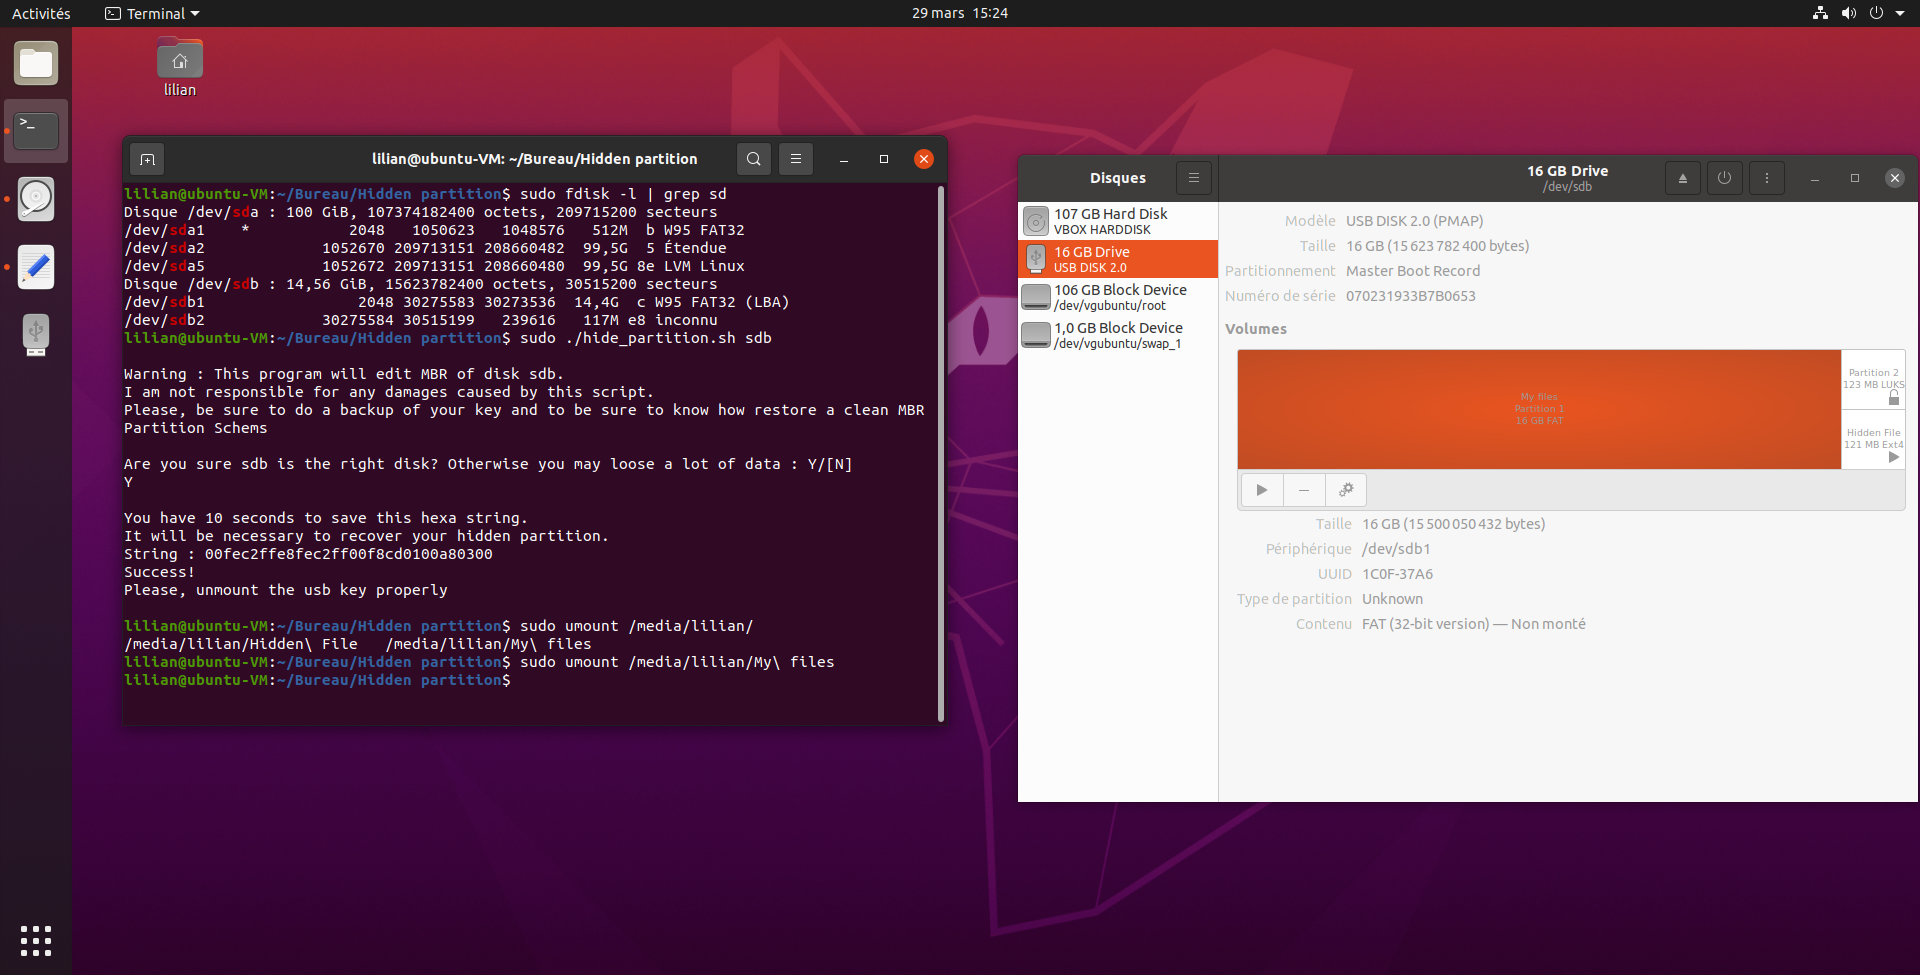 Activités
Terminal
29 mars  15:24
lilian
lilian@ubuntu-VM: ~/Bureau/Hidden partition
lilian@ubuntu-VM:~/Bureau/Hidden partition$ sudo fdisk -l | grep sd
Disque /dev/sda : 100 GiB, 107374182400 octets, 209715200 secteurs
/dev/sda1    *           2048   1050623   1048576   512M  b W95 FAT32
/dev/sda2             1052670 209713151 208660482  99,5G  5 Étendue
/dev/sda5             1052672 209713151 208660480  99,5G 8e LVM Linux
Disque /dev/sdb : 14,56 GiB, 15623782400 octets, 30515200 secteurs
/dev/sdb1                 2048 30275583 30273536  14,4G  c W95 FAT32 (LBA)
/dev/sdb2             30275584 30515199   239616   117M e8 inconnu
lilian@ubuntu-VM:~/Bureau/Hidden partition$ sudo ./hide_partition.sh sdb
Warning : This program will edit MBR of disk sdb.
I am not responsible for any damages caused by this script.
Please, be sure to do a backup of your key and to be sure to know how restore a clean MBR
Partition Schems
Are you sure sdb is the right disk? Otherwise you may loose a lot of data : Y/[N]
Y
You have 10 seconds to save this hexa string.
It will be necessary to recover your hidden partition.
String : 00fec2ffe8fec2ff00f8cd0100a80300
Success!
Please, unmount the usb key properly
lilian@ubuntu-VM:~/Bureau/Hidden partition$ sudo umount /media/lilian/
/media/lilian/Hidden\ File   /media/lilian/My\ files
lilian@ubuntu-VM:~/Bureau/Hidden partition$ sudo umount /media/lilian/My\ files
lilian@ubuntu-VM:~/Bureau/Hidden partition$
Disques
16 GB Drive
/dev/sdb
107 GB Hard Disk
VBOX HARDDISK
16 GB Drive
USB DISK 2.0
106 GB Block Device
/dev/vgubuntu/root
1,0 GB Block Device
/dev/vgubuntu/swap_1
Modèle USB DISK 2.0 (PMAP)
Taille 16 GB (15 623 782 400 bytes)
Partitionnement Master Boot Record
Numéro de série 070231933B7B0653
Volumes
My files
Partition 1
16 GB FAT
Partition 2
123 MB LUKS
Hidden File
121 MB Ext4
Taille 16 GB (15 500 050 432 bytes)
Périphérique /dev/sdb1
UUID 1C0F-37A6
Type de partition Unknown
Contenu FAT (32-bit version) — Non monté